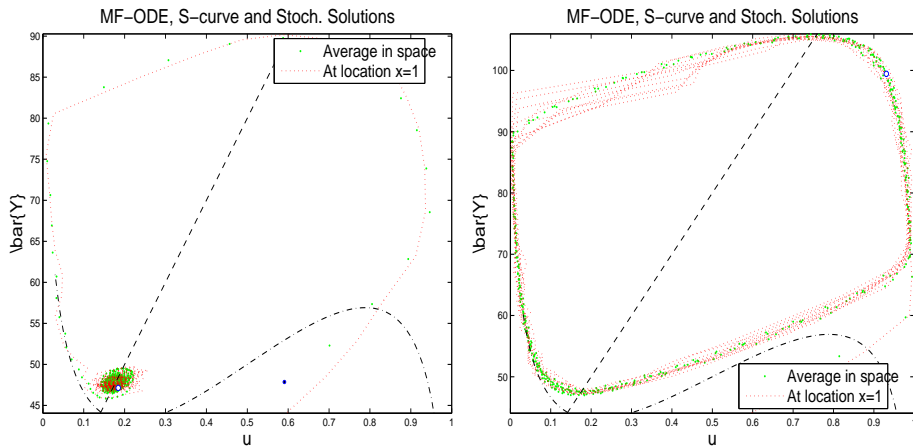 MF-ODE, S-curve and Stoch. Solutions
90
85
80
75
70
65
60
55
50
45
0 0.1 0.2 0.3 0.4 0.5 0.6 0.7 0.8 0.9 1
u
\bar{Y}
Average in space
At location x=1
MF-ODE, S-curve and Stoch. Solutions
100
90
80
70
60
50
0 0.1 0.2 0.3 0.4 0.5 0.6 0.7 0.8 0.9 1
u
\bar{Y}
Average in space
At location x=1